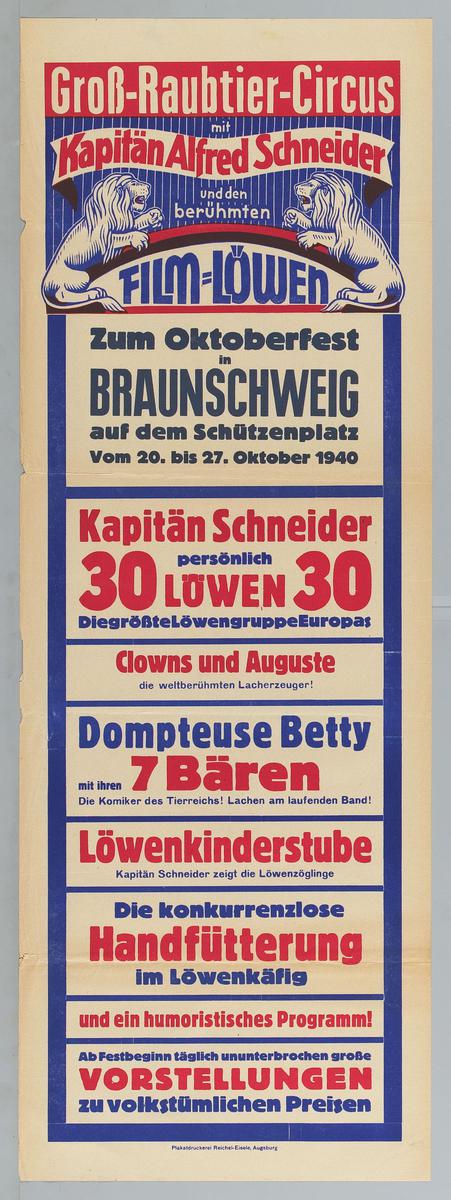 Groß-Raubtier-Circus
mit
Kapitän Alfred Schneider
und den
berühmten
FILM=LÖWEN
Zum Oktoberfest
in
BRAUNSCHWEIG
auf dem Schützenplatz
Vom 20. bis 27. Oktober 1940
Kapitän Schneider
persönlich
30 LÖWEN 30
Die größte Löwengruppe Europas
Clowns und Auguste
die weltberühmten Lacherzeuger!
Dompteuse Betty
mit ihren 7 Bären
Die Komiker des Tierreichs! Lachen am laufenden Band!
Löwenkinderstube
Kapitän Schneider zeigt die Löwenzöglinge
Die konkurrenzlose
Handfütterung
im Löwenkäfig
und ein humoristisches Programm!
Ab Festbeginn täglich ununterbrochen große
VORSTELLUNGEN
zu volkstümlichen Preisen
Plakatdruckerei Reichel-Eisele, Augsburg